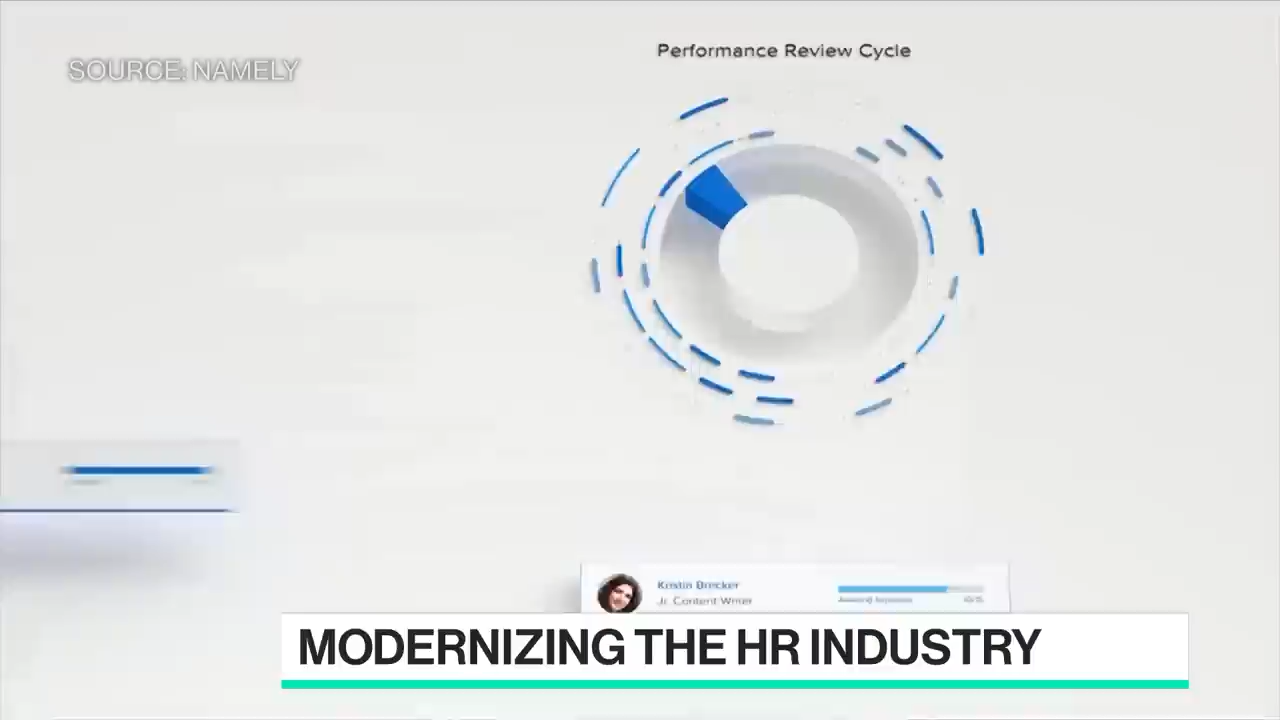 Performance Review Cycle
SOURCE: NAMELY
Kristin Brecker
Jr. Content Writer
MODERNIZING THE HR INDUSTRY